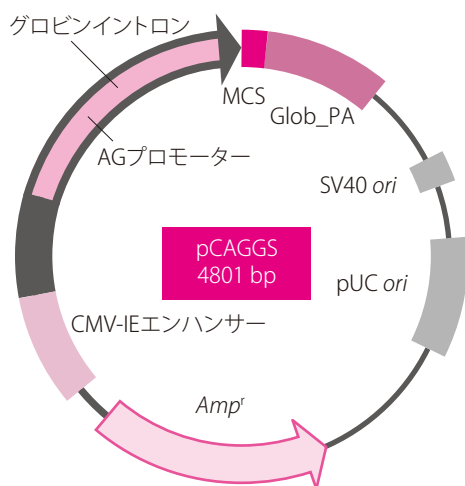 グロビンイントロン
MCS
Glob_PA
AGプロモーター
SV40 ori
pCAGGS
4801 bp
pUC ori
CMV-IEエンハンサー
Ampʳ